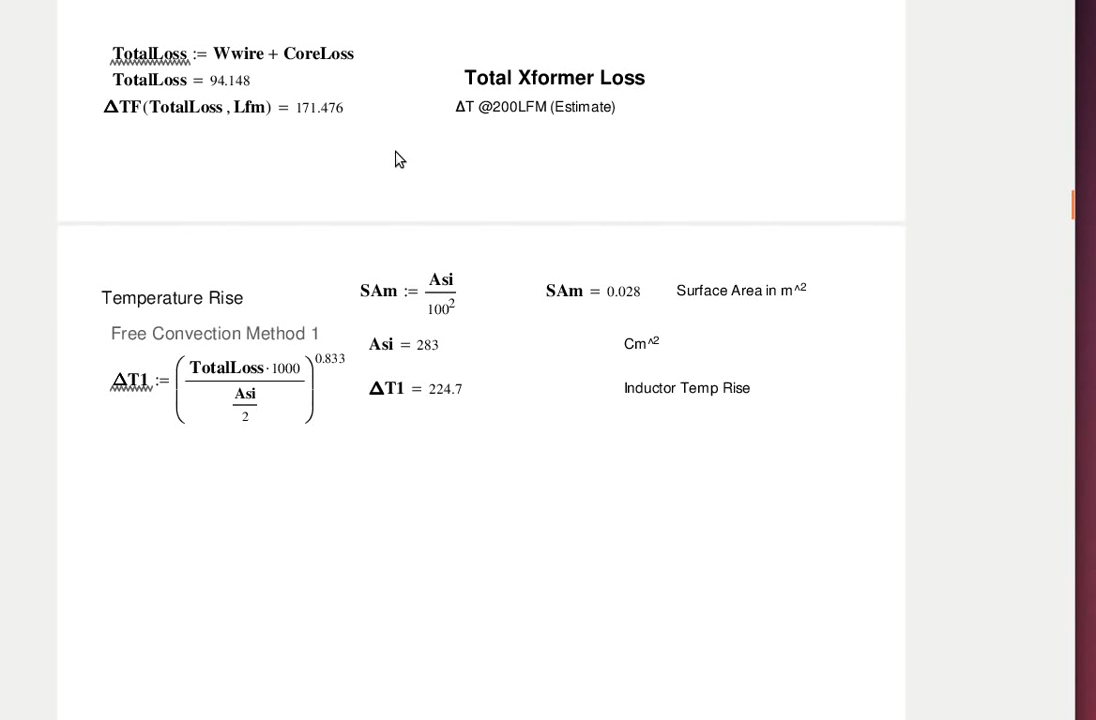 TotalLoss := Wwire + CoreLoss
TotalLoss = 94.148
Total Xformer Loss
ΔTF(TotalLoss , Lfm) = 171.476
ΔT @200LFM (Estimate)
Temperature Rise
SAm := Asi / 100^2
SAm = 0.028
Surface Area in m^2
Free Convection Method 1
Asi = 283
Cm^2
ΔT1 := (TotalLoss · 1000 / (Asi / 2))^0.833
ΔT1 = 224.7
Inductor Temp Rise